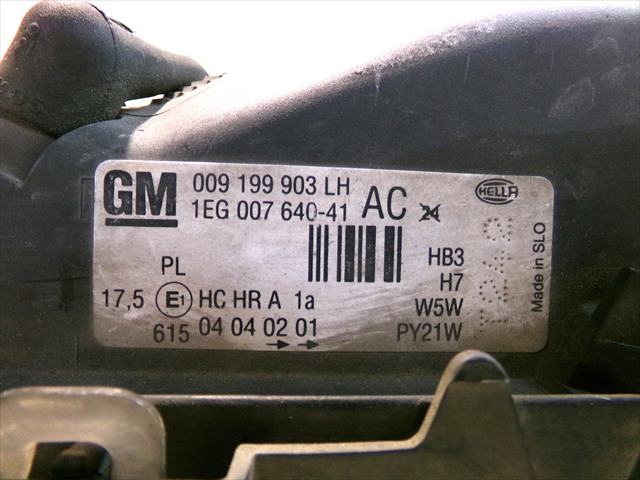 GM 009 199 903 LH
1EG 007 640-41 AC 24
HELLA
PL
17,5 E1 HC HR A 1a
615 04 04 02 01
HB3
H7
W5W
PY21W
Made in SLO